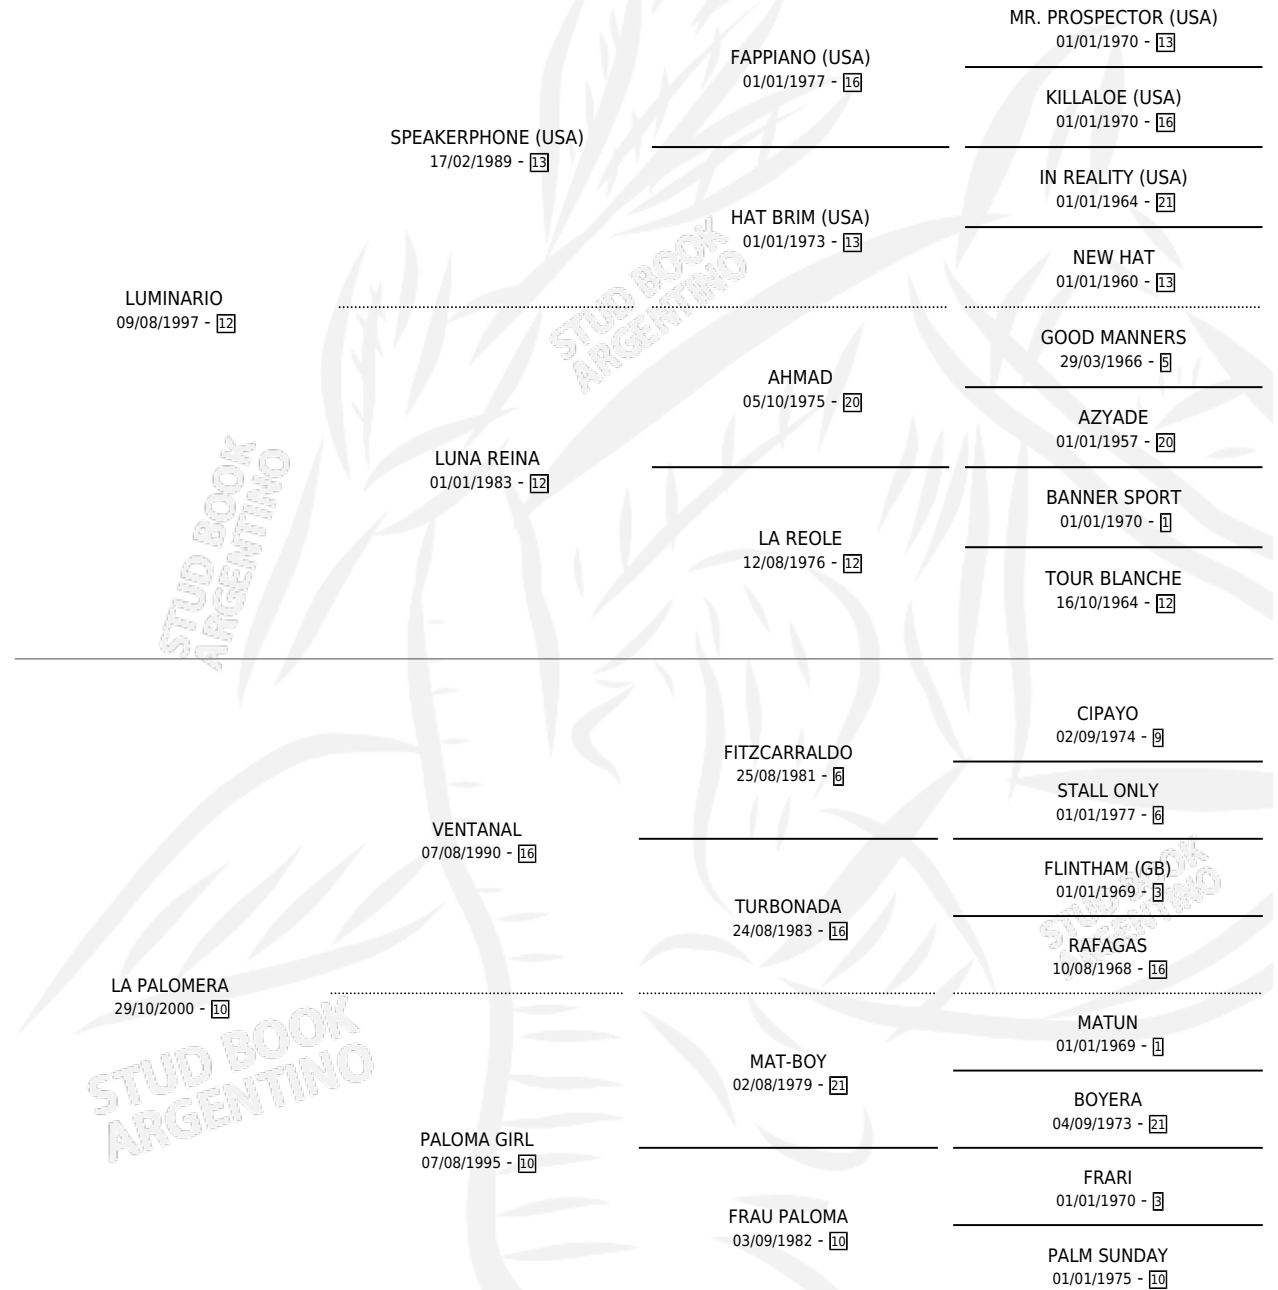 MR. PROSPECTOR (USA)
01/01/1970 - 13
FAPPIANO (USA)
01/01/1977 - 16
KILLALOE (USA)
01/01/1970 - 16
SPEAKERPHONE (USA)
17/02/1989 - 13
IN REALITY (USA)
01/01/1964 - 21
HAT BRIM (USA)
01/01/1973 - 13
NEW HAT
01/01/1960 - 13
LUMINARIO
09/08/1997 - 12
GOOD MANNERS
29/03/1966 - 5
AHMAD
05/10/1975 - 20
AZYADE
01/01/1957 - 20
LUNA REINA
01/01/1983 - 12
BANNER SPORT
01/01/1970 - 1
LA REOLE
12/08/1976 - 12
TOUR BLANCHE
16/10/1964 - 12
CIPAYO
02/09/1974 - 9
FITZCARRALDO
25/08/1981 - 6
STALL ONLY
01/01/1977 - 6
VENTANAL
07/08/1990 - 16
FLINTHAM (GB)
01/01/1969 - 3
TURBONADA
24/08/1983 - 16
RAFAGAS
10/08/1968 - 16
LA PALOMERA
29/10/2000 - 10
MATUN
01/01/1969 - 1
MAT-BOY
02/08/1979 - 21
BOYERA
04/09/1973 - 21
PALOMA GIRL
07/08/1995 - 10
FRARI
01/01/1970 - 3
FRAU PALOMA
03/09/1982 - 10
PALM SUNDAY
01/01/1975 - 10
STUD BOOK
ARGENTINO
STUD BOOK
ARGENTINO
STUD BOOK
ARGENTINO
STUD BOOK
ARGENTINO